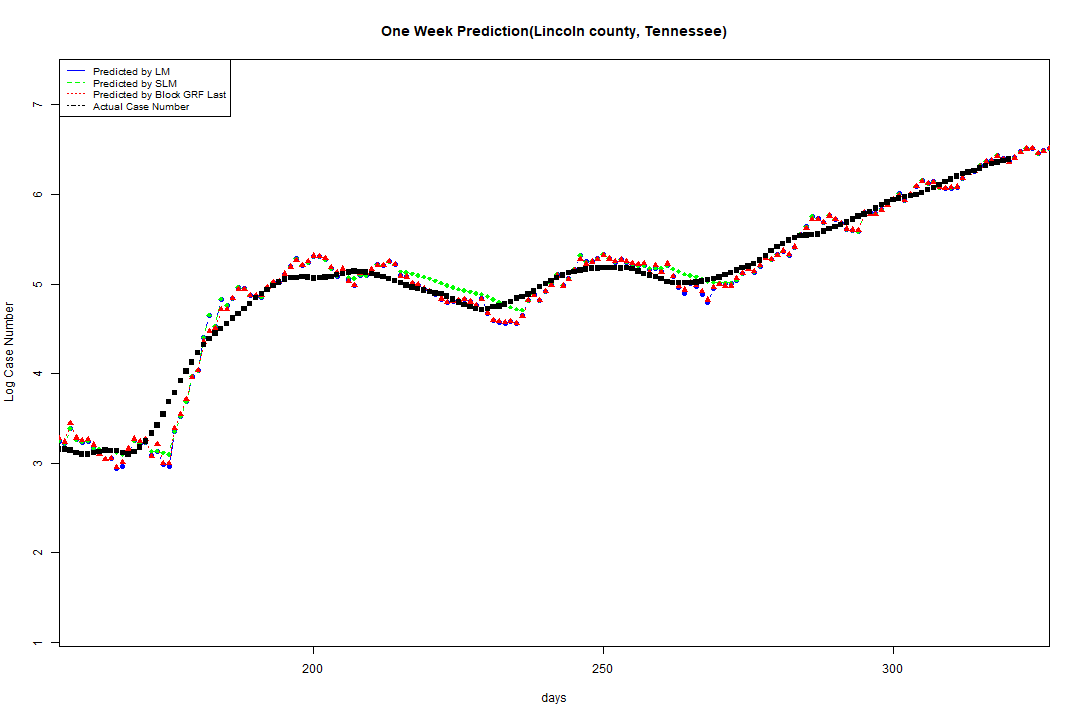 One Week Prediction(Lincoln county, Tennessee)
Predicted by LM
Predicted by SLM
Predicted by Block GRF Last
Actual Case Number
7
6
5
4
3
2
1
Log Case Number
200 250 300
days